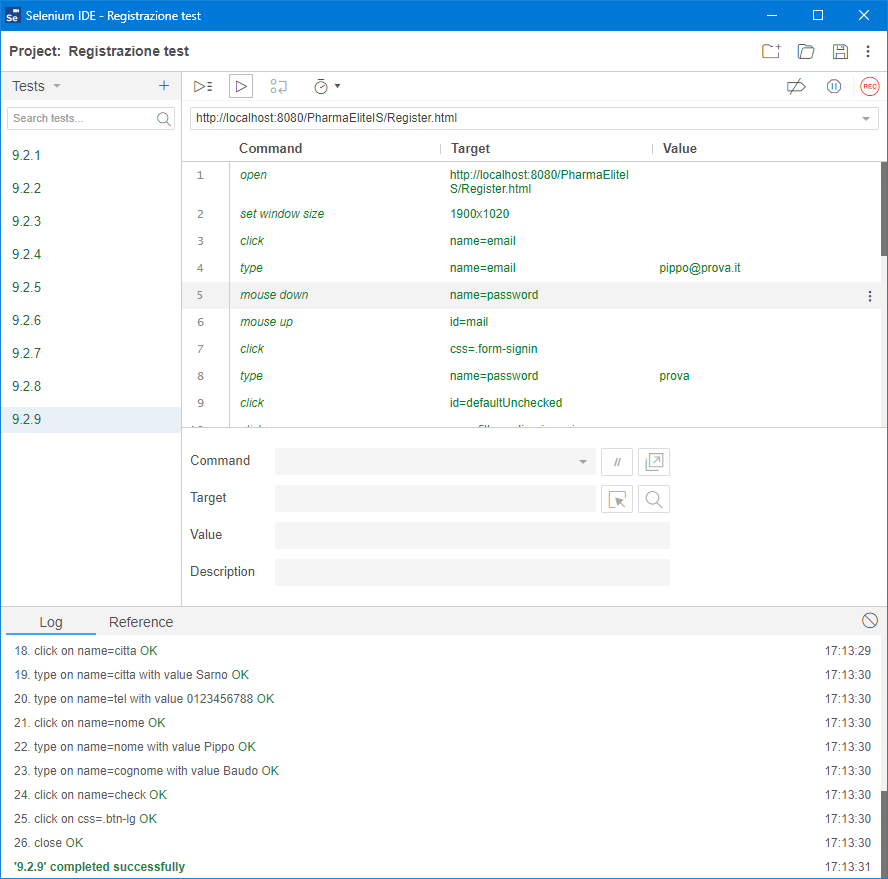 Se Selenium IDE - Registrazione test
Project: Registrazione test
Tests
REC
Search tests...
http://localhost:8080/PharmaEliteIS/Register.html
9.2.1
9.2.2
9.2.3
9.2.4
9.2.5
9.2.6
9.2.7
9.2.8
9.2.9
Command Target Value
1 open http://localhost:8080/PharmaEliteI
S/Register.html
2 set window size 1900x1020
3 click name=email
4 type name=email pippo@prova.it
5 mouse down name=password
6 mouse up id=mail
7 click css=.form-signin
8 type name=password prova
9 click id=defaultUnchecked
Command //
Target
Value
Description
Log Reference
18. click on name=citta OK 17:13:29
19. type on name=citta with value Sarno OK 17:13:30
20. type on name=tel with value 0123456788 OK 17:13:30
21. click on name=nome OK 17:13:30
22. type on name=nome with value Pippo OK 17:13:30
23. type on name=cognome with value Baudo OK 17:13:30
24. click on name=check OK 17:13:30
25. click on css=.btn-lg OK 17:13:30
26. close OK 17:13:30
'9.2.9' completed successfully 17:13:31